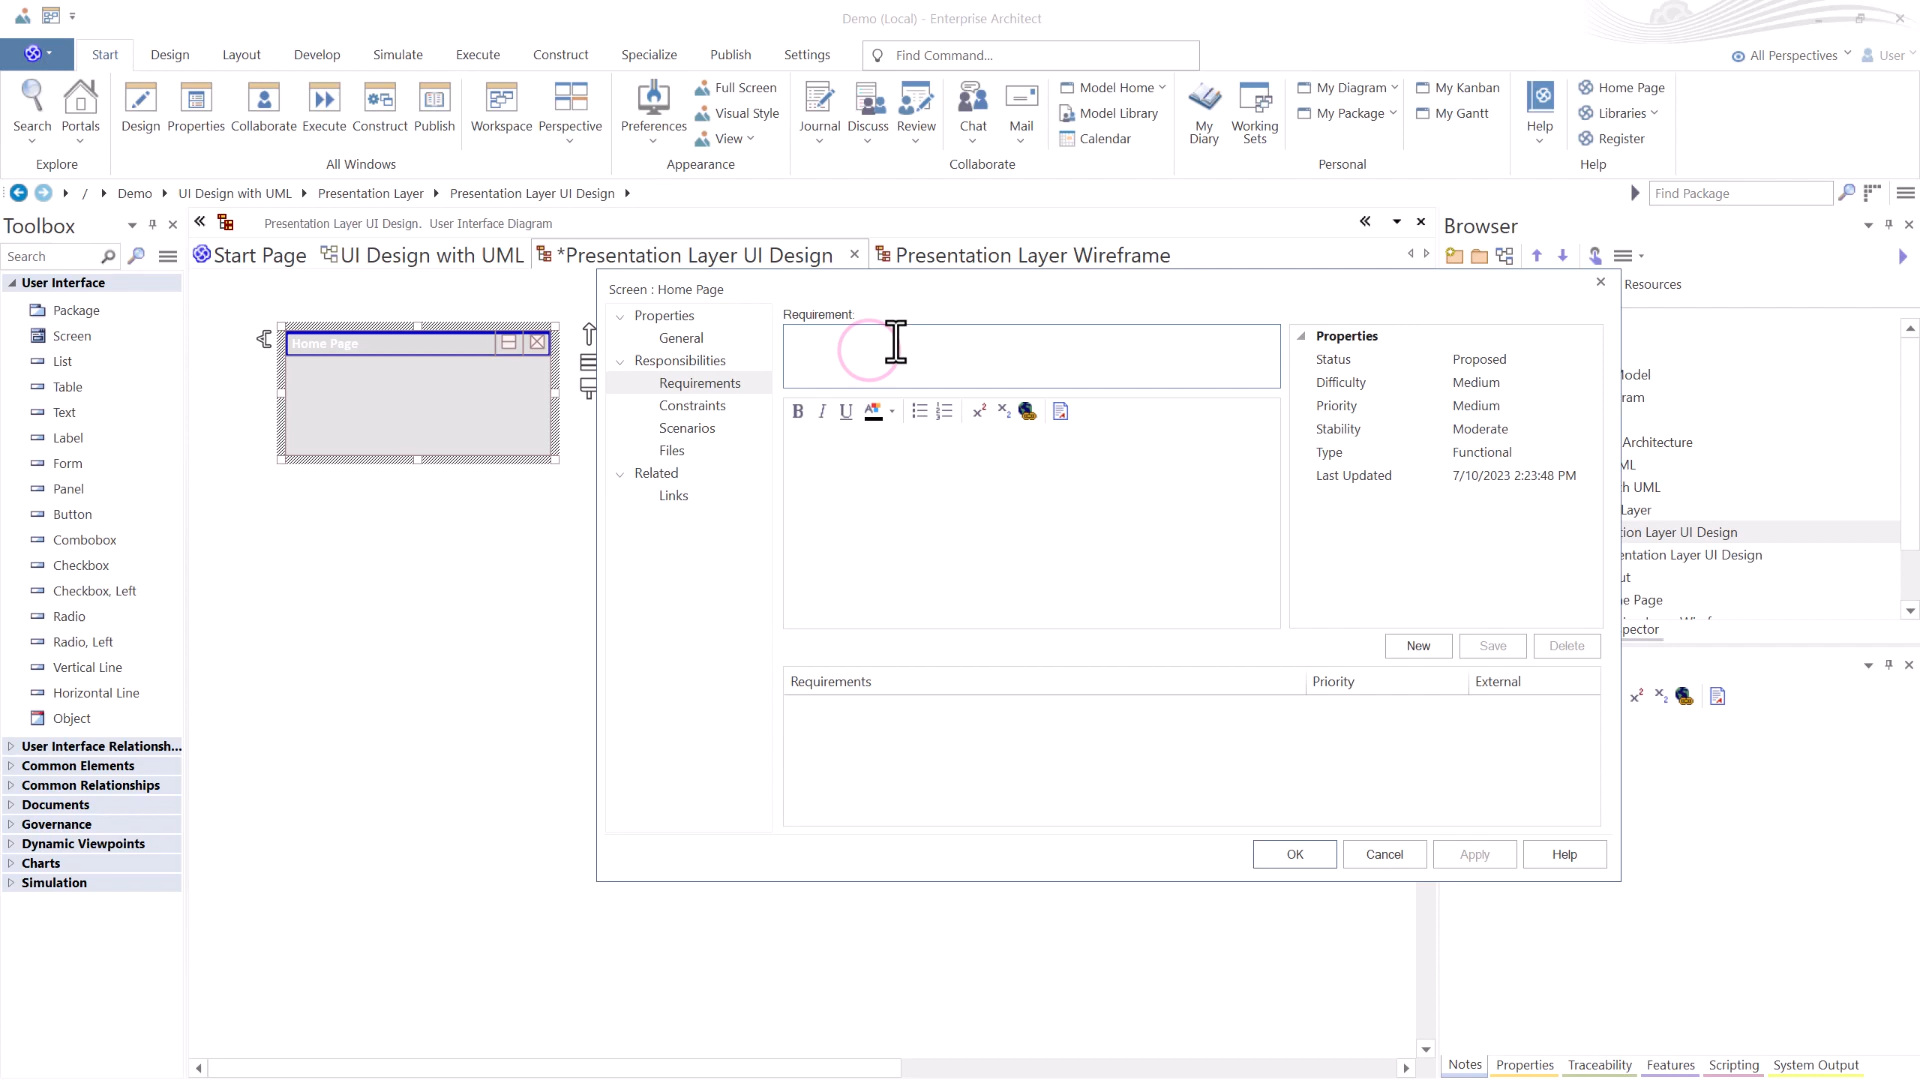 Demo (Local) - Enterprise Architect
Start
Design
Layout
Develop
Simulate
Execute
Construct
Specialize
Publish
Settings
Find Command...
All Perspectives
User
Search
Portals
Explore
Design
Properties
Collaborate
Execute
Construct
Publish
Workspace
Perspective
All Windows
Preferences
Full Screen
Visual Style
View
Appearance
Journal
Discuss
Review
Chat
Mail
Model Home
Model Library
Calendar
Collaborate
My
Diary
Working
Sets
My Diagram
My Package
My Kanban
My Gantt
Personal
Help
Home Page
Libraries
Register
Help
/
Demo
UI Design with UML
Presentation Layer
Presentation Layer UI Design
Find Package
Toolbox
Presentation Layer UI Design. User Interface Diagram
Browser
Search
Start Page
UI Design with UML
*Presentation Layer UI Design
Presentation Layer Wireframe
User Interface
Package
Screen
List
Table
Text
Label
Form
Panel
Button
Combobox
Checkbox
Checkbox, Left
Radio
Radio, Left
Vertical Line
Horizontal Line
Object
User Interface Relationsh...
Common Elements
Common Relationships
Documents
Governance
Dynamic Viewpoints
Charts
Simulation
Home Page
Screen : Home Page
Properties
General
Responsibilities
Requirements
Constraints
Scenarios
Files
Related
Links
Requirement:
B I U
Properties
Status Proposed
Difficulty Medium
Priority Medium
Stability Moderate
Type Functional
Last Updated 7/10/2023 2:23:48 PM
New
Save
Delete
Requirements
Priority
External
OK
Cancel
Apply
Help
Resources
odel
ram
Architecture
ML
h UML
Layer
ion Layer UI Design
entation Layer UI Design
ut
e Page
pector
Notes
Properties
Traceability
Features
Scripting
System Output